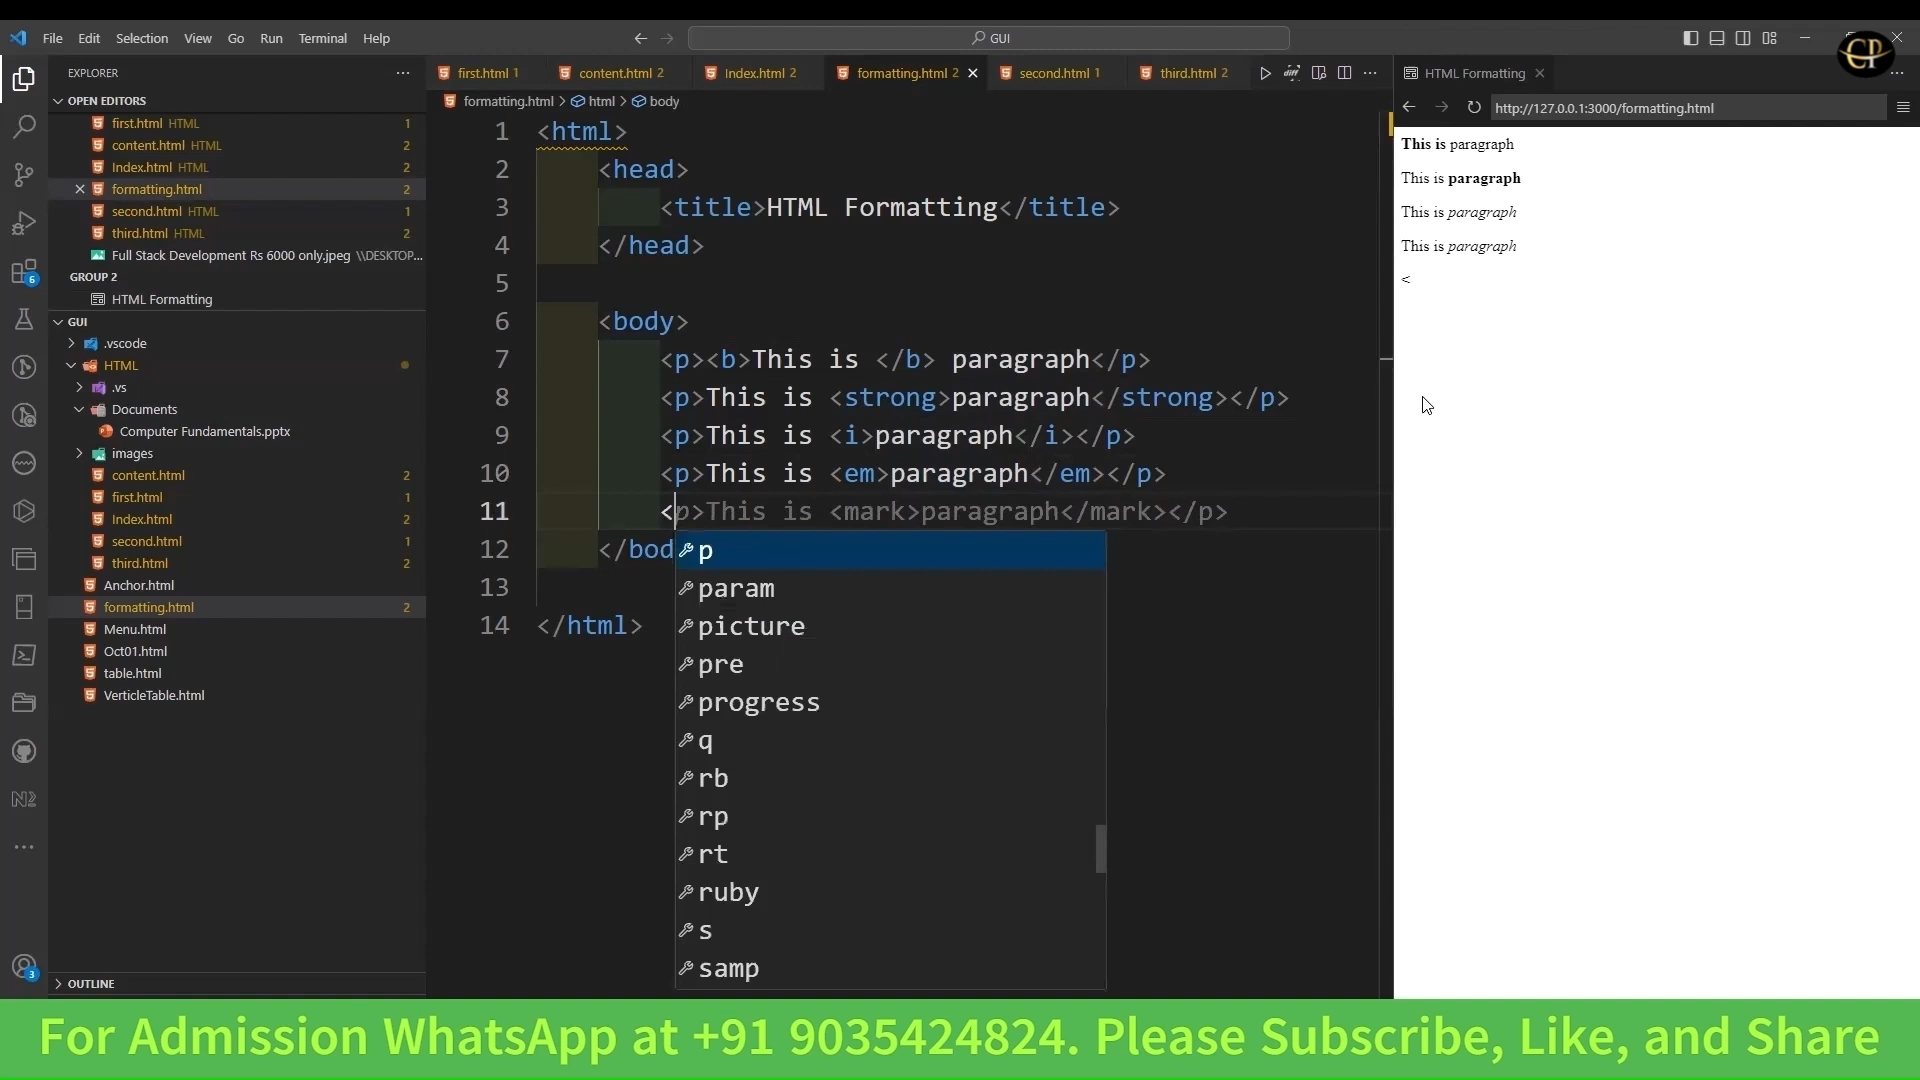 File Edit Selection View Go Run Terminal Help
GUI
CP
EXPLORER
OPEN EDITORS
first.html HTML 1
content.html HTML 2
Index.html HTML 2
formatting.html 2
second.html HTML 1
third.html HTML 2
Full Stack Development Rs 6000 only.jpeg \\DESKTOP...
GROUP 2
HTML Formatting
GUI
.vscode
HTML
.vs
Documents
Computer Fundamentals.pptx
images
content.html 2
first.html 1
Index.html 2
second.html 1
third.html 2
Anchor.html
formatting.html 2
Menu.html
Oct01.html
table.html
VerticleTable.html
OUTLINE
6
3
first.html 1 content.html 2 Index.html 2 formatting.html 2 second.html 1 third.html 2
formatting.html > html > body
1 <html>
2 <head>
3 <title>HTML Formatting</title>
4 </head>
5
6 <body>
7 <p><b>This is </b> paragraph</p>
8 <p>This is <strong>paragraph</strong></p>
9 <p>This is <i>paragraph</i></p>
10 <p>This is <em>paragraph</em></p>
11 <p>This is <mark>paragraph</mark></p>
12 </bod
13
14 </html>
p
param
picture
pre
progress
q
rb
rp
rt
ruby
s
samp
HTML Formatting
http://127.0.0.1:3000/formatting.html
This is paragraph
This is paragraph
This is paragraph
This is paragraph
<
For Admission WhatsApp at +91 9035424824. Please Subscribe, Like, and Share